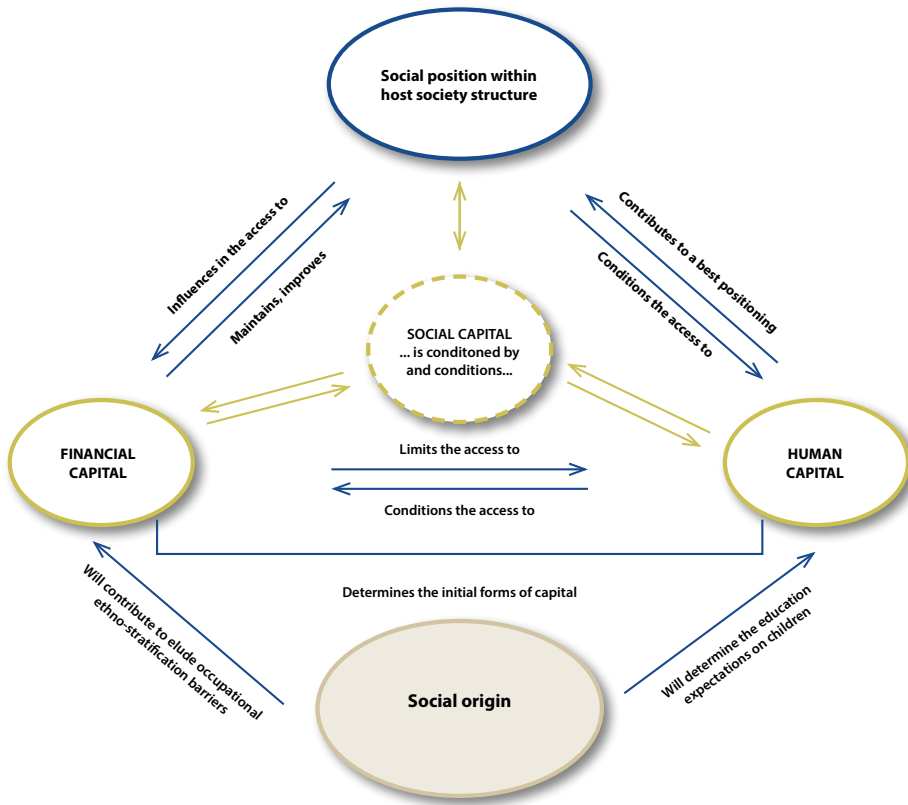 Social position within
host society structure
Influences in the access to
Maintains, improves
Contributes to a best positioning
Conditions the access to
SOCIAL CAPITAL
... is conditoned by
and conditions...
FINANCIAL
CAPITAL
Limits the access to
Conditions the access to
HUMAN
CAPITAL
Determines the initial forms of capital
Will contribute to elude occupational
ethno-stratification barriers
Social origin
Will determine the education
expectations on children